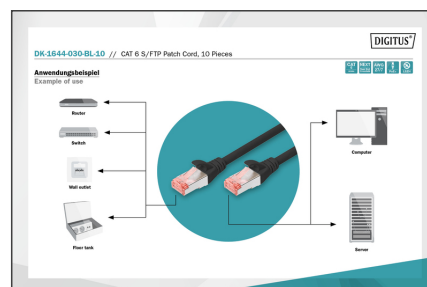 DIGITUS®
DK-1644-030-BL-10 // CAT 6 S/FTP Patch Cord, 10 Pieces
Anwendungsbeispiel
Example of use
Router
Switch
Wall outlet
Floor tank
Computer
Server